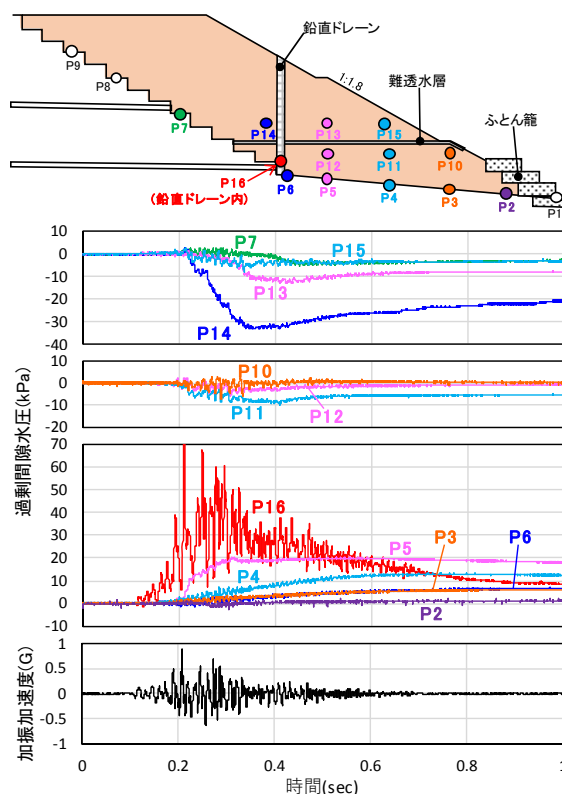 鉛直ドレーン
P9
P8
1:1.8
難透水層
ふとん籠
P7
P14
P13
P15
P16
(鉛直ドレーン内)
P12
P11
P10
P6
P5
P4
P3
P2
P1
過剰間隙水圧(kPa)
10
0
-10
-20
-30
-40
P7
P15
P13
P14
10
0
-10
-20
P10
P11
P12
70
60
50
40
30
20
10
0
-10
P16
P5
P3
P6
P4
P2
加振加速度(G)
1
0.5
0
-0.5
-1
0
0.2
0.4
0.6
0.8
1
時間(sec)